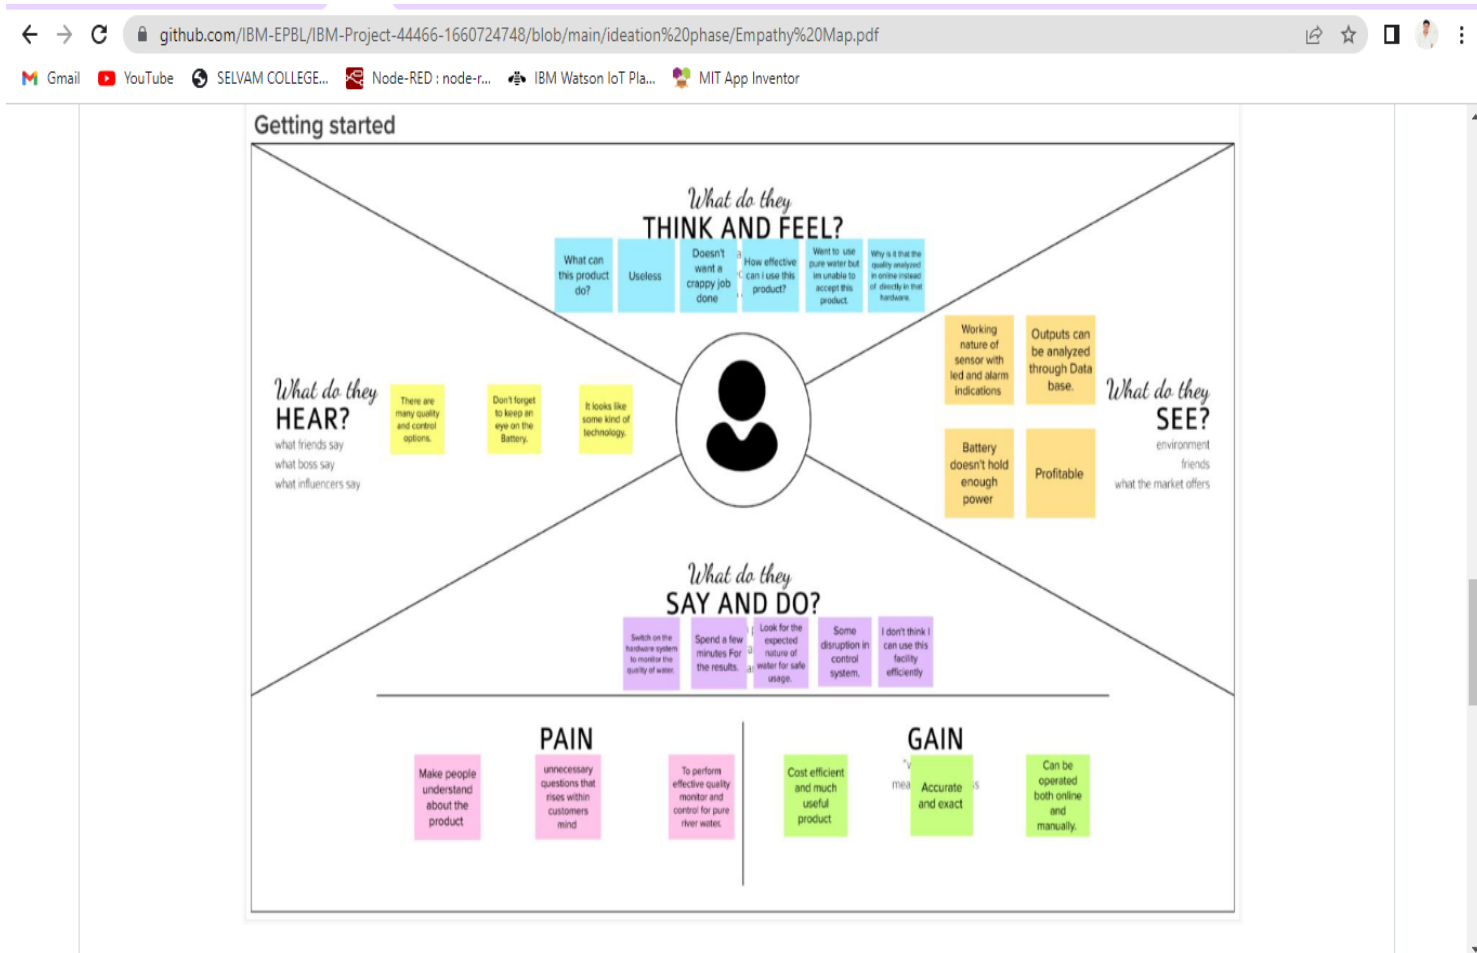 github.com/IBM-EPBL/IBM-Project-44466-1660724748/blob/main/ideation%20phase/Empathy%20Map.pdf
Gmail
YouTube
SELVAM COLLEGE...
Node-RED : node-r...
IBM Watson IoT Pla...
MIT App Inventor
Getting started
What do they
THINK AND FEEL?
What can
this product
do?
Useless
Doesn't
want a
crappy job
done
How effective
can i use this
product?
Want to use
pure water but
im unable to
accept this
product.
Why is it that the
quality analyzed
in online instead
of directly in that
hardware.
What do they
HEAR?
what friends say
what boss say
what influencers say
There are
many quality
and control
options.
Don't forget
to keep an
eye on the
Battery.
It looks like
some kind of
technology.
Working
nature of
sensor with
led and alarm
indications
Outputs can
be analyzed
through Data
base.
Battery
doesn't hold
enough
power
Profitable
What do they
SEE?
environment
friends
what the market offers
What do they
SAY AND DO?
Switch on the
hardware system
to monitor the
quality of water.
Spend a few
minutes For
the results.
Look for the
expected
nature of
water for safe
usage.
Some
disruption in
control
system.
I don't think I
can use this
facility
efficiently
PAIN
Make people
understand
about the
product
unnecessary
questions that
rises within
customers
mind
To perform
effective quality
monitor and
control for pure
river water.
GAIN
Cost efficient
and much
useful
product
Accurate
and exact
Can be
operated
both online
and
manually.